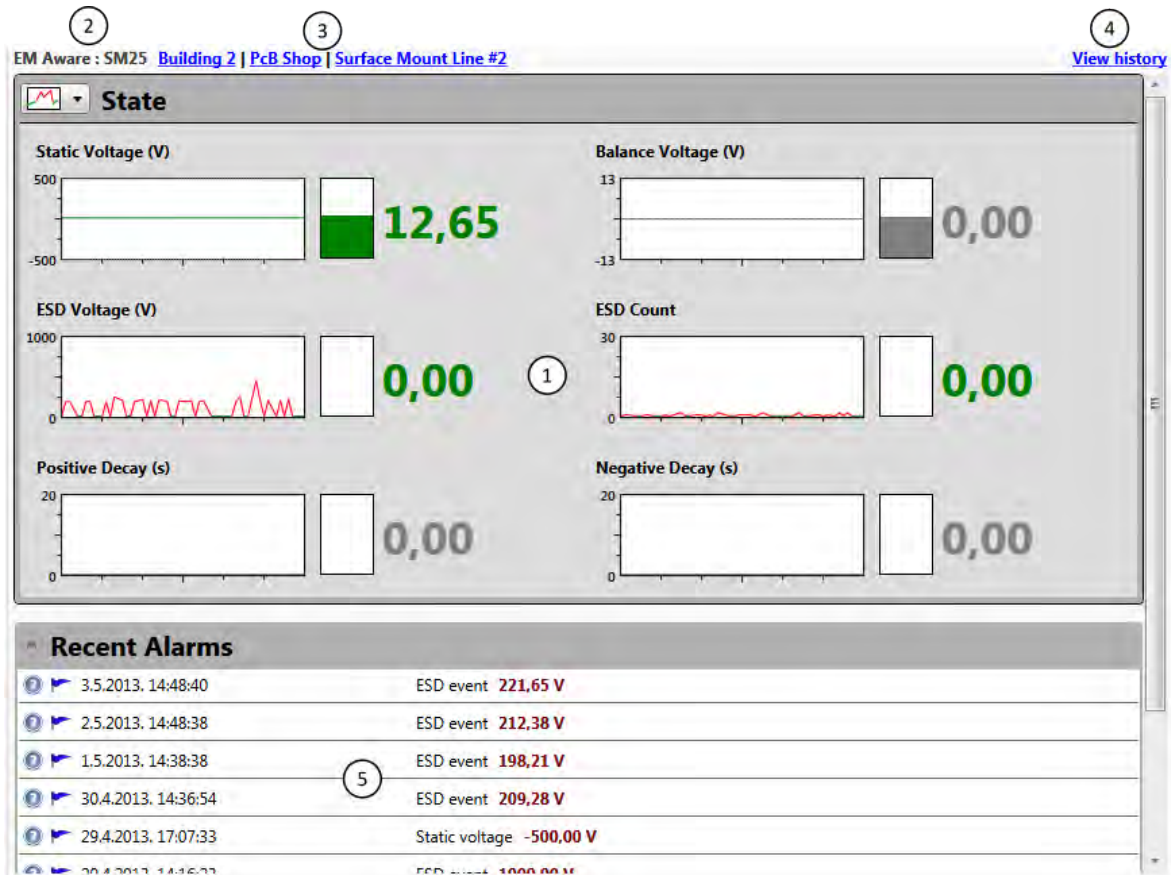 2 3 4
EM Aware : SM25 Building 2 | PcB Shop | Surface Mount Line #2 View history
State
Static Voltage (V) Balance Voltage (V)
500 13
12,65 0,00
-500 -13
ESD Voltage (V) ESD Count
1000 30
0,00 1 0,00
0 0
Positive Decay (s) Negative Decay (s)
20 20
0,00 0,00
0 0
Recent Alarms
3.5.2013. 14:48:40 ESD event 221,65 V
2.5.2013. 14:48:38 ESD event 212,38 V
1.5.2013. 14:38:38 ESD event 198,21 V
5
30.4.2013. 14:36:54 ESD event 209,28 V
29.4.2013. 17:07:33 Static voltage -500,00 V